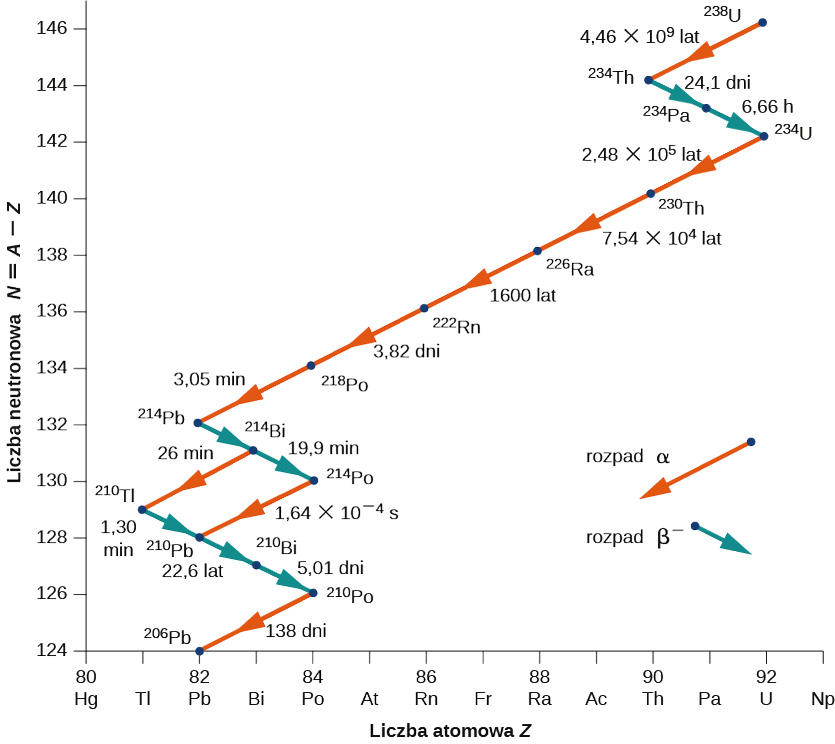 146
²³⁸U
4,46 × 10⁹ lat
144
²³⁴Th
24,1 dni
²³⁴Pa
6,66 h
142
²³⁴U
2,48 × 10⁵ lat
140
²³⁰Th
7,54 × 10⁴ lat
138
²²⁶Ra
1600 lat
136
²²²Rn
3,82 dni
134
²¹⁸Po
3,05 min
132
²¹⁴Pb
²¹⁴Bi
26 min
19,9 min
130
²¹⁴Po
²¹⁰Tl
1,64 × 10⁻⁴ s
1,30
min
128
²¹⁰Pb
²¹⁰Bi
22,6 lat
5,01 dni
126
²¹⁰Po
²⁰⁶Pb
138 dni
124
rozpad α
rozpad β⁻
Liczba neutronowa N = A − Z
80 82 84 86 88 90 92
Hg Tl Pb Bi Po At Rn Fr Ra Ac Th Pa U Np
Liczba atomowa Z